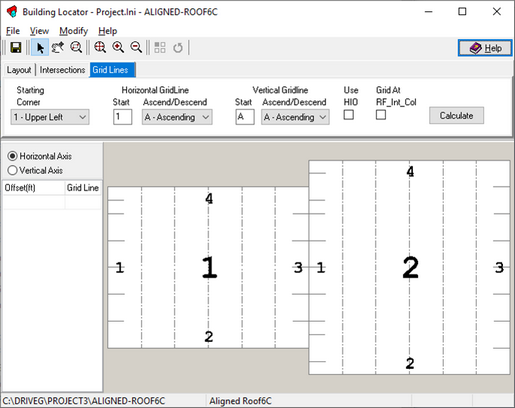 Building Locator - Project.Ini - ALIGNED-ROOF6C
File View Modify Help
Help
Layout Intersections Grid Lines
Starting Horizontal GridLine Vertical Gridline Use Grid At
Corner Start Ascend/Descend Start Ascend/Descend HIO RF_Int_Col
1 - Upper Left 1 A - Ascending A A - Ascending Calculate
Horizontal Axis
Vertical Axis
Offset(ft) Grid Line
4
1 1 3
2
4
1 2 3
2
C:\DRIVEG\PROJECT3\ALIGNED-ROOF6C Aligned Roof6C